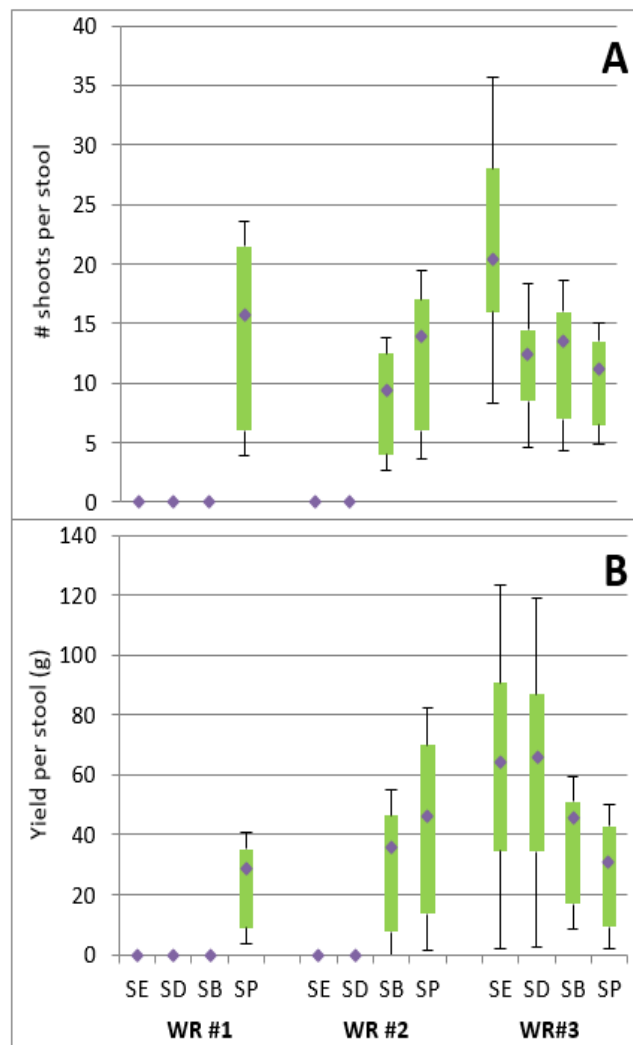 A
# shoots per stool
40
35
30
25
20
15
10
5
0
B
Yield per stool (g)
140
120
100
80
60
40
20
0
SE SD SB SP SE SD SB SP SE SD SB SP
WR #1 WR #2 WR#3